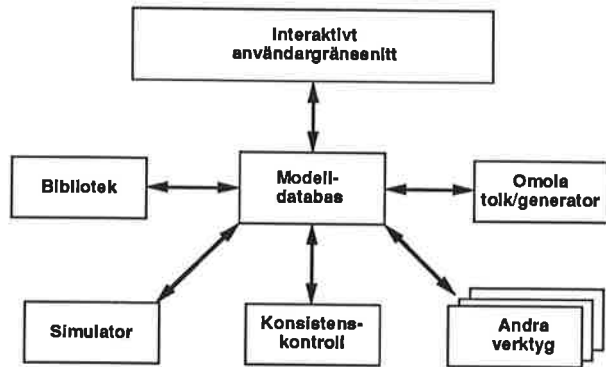 Interaktivt
användargränssnitt
Bibliotek
Modell-
databas
Omola
tolk/generator
Simulator
Konsistens-
kontroll
Andra
verktyg